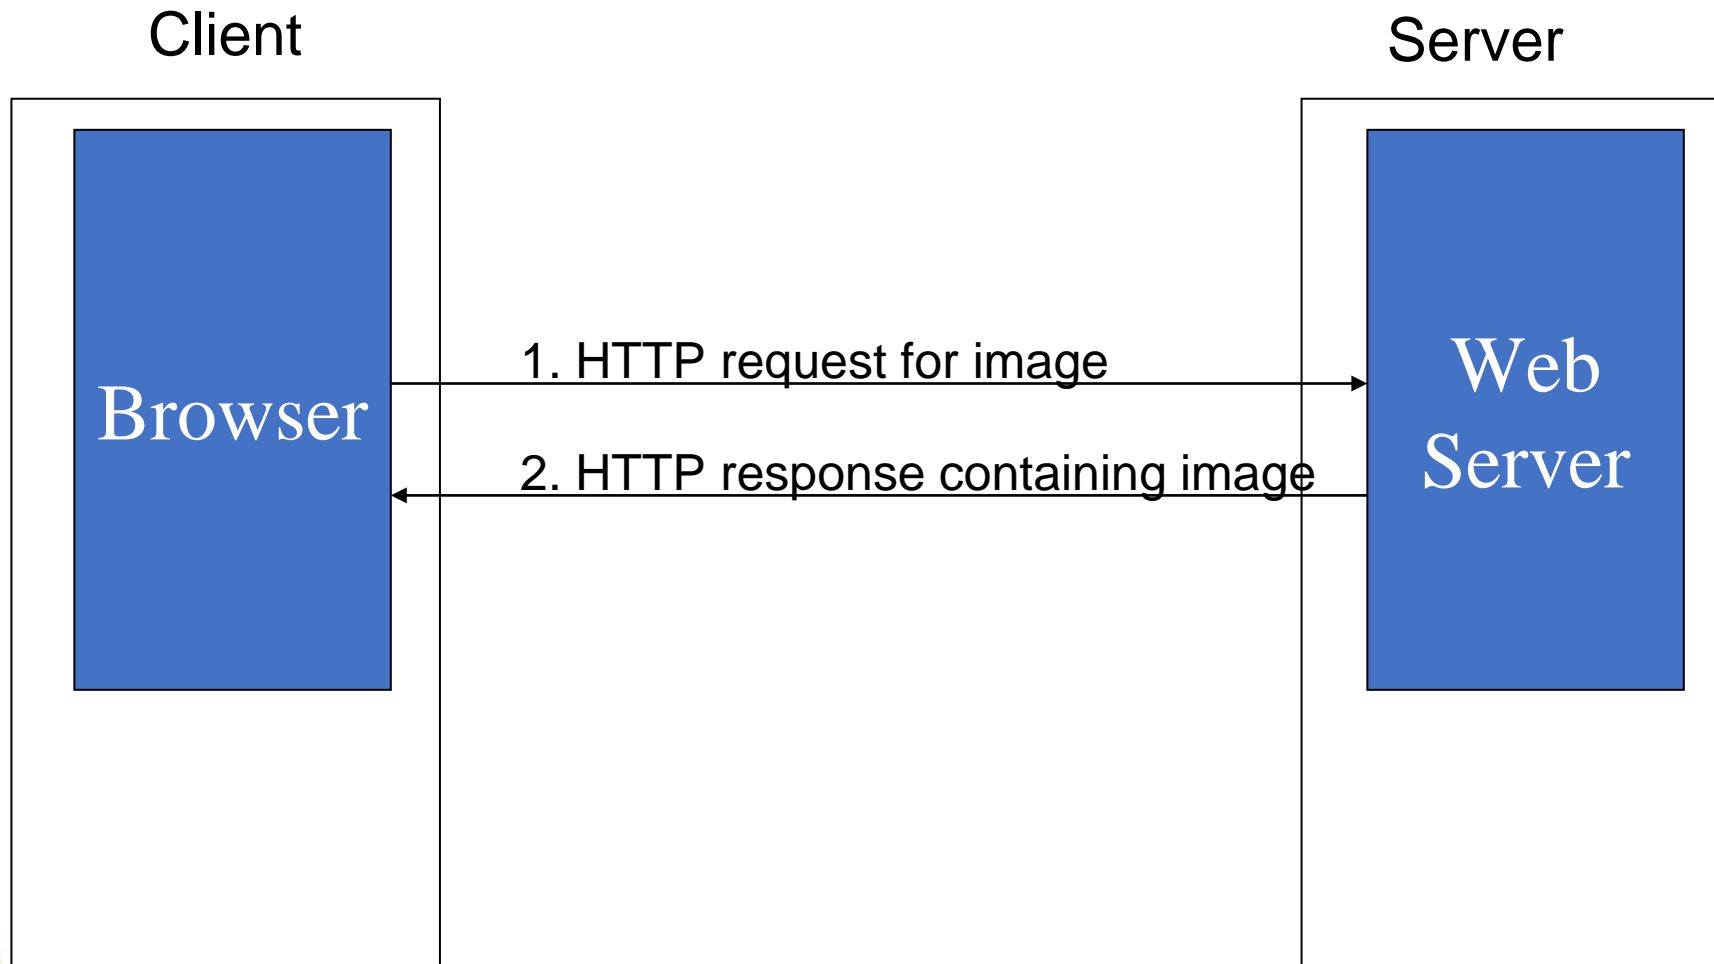 Client
Server
1. HTTP request for image
2. HTTP response containing image
Browser
Web
Server